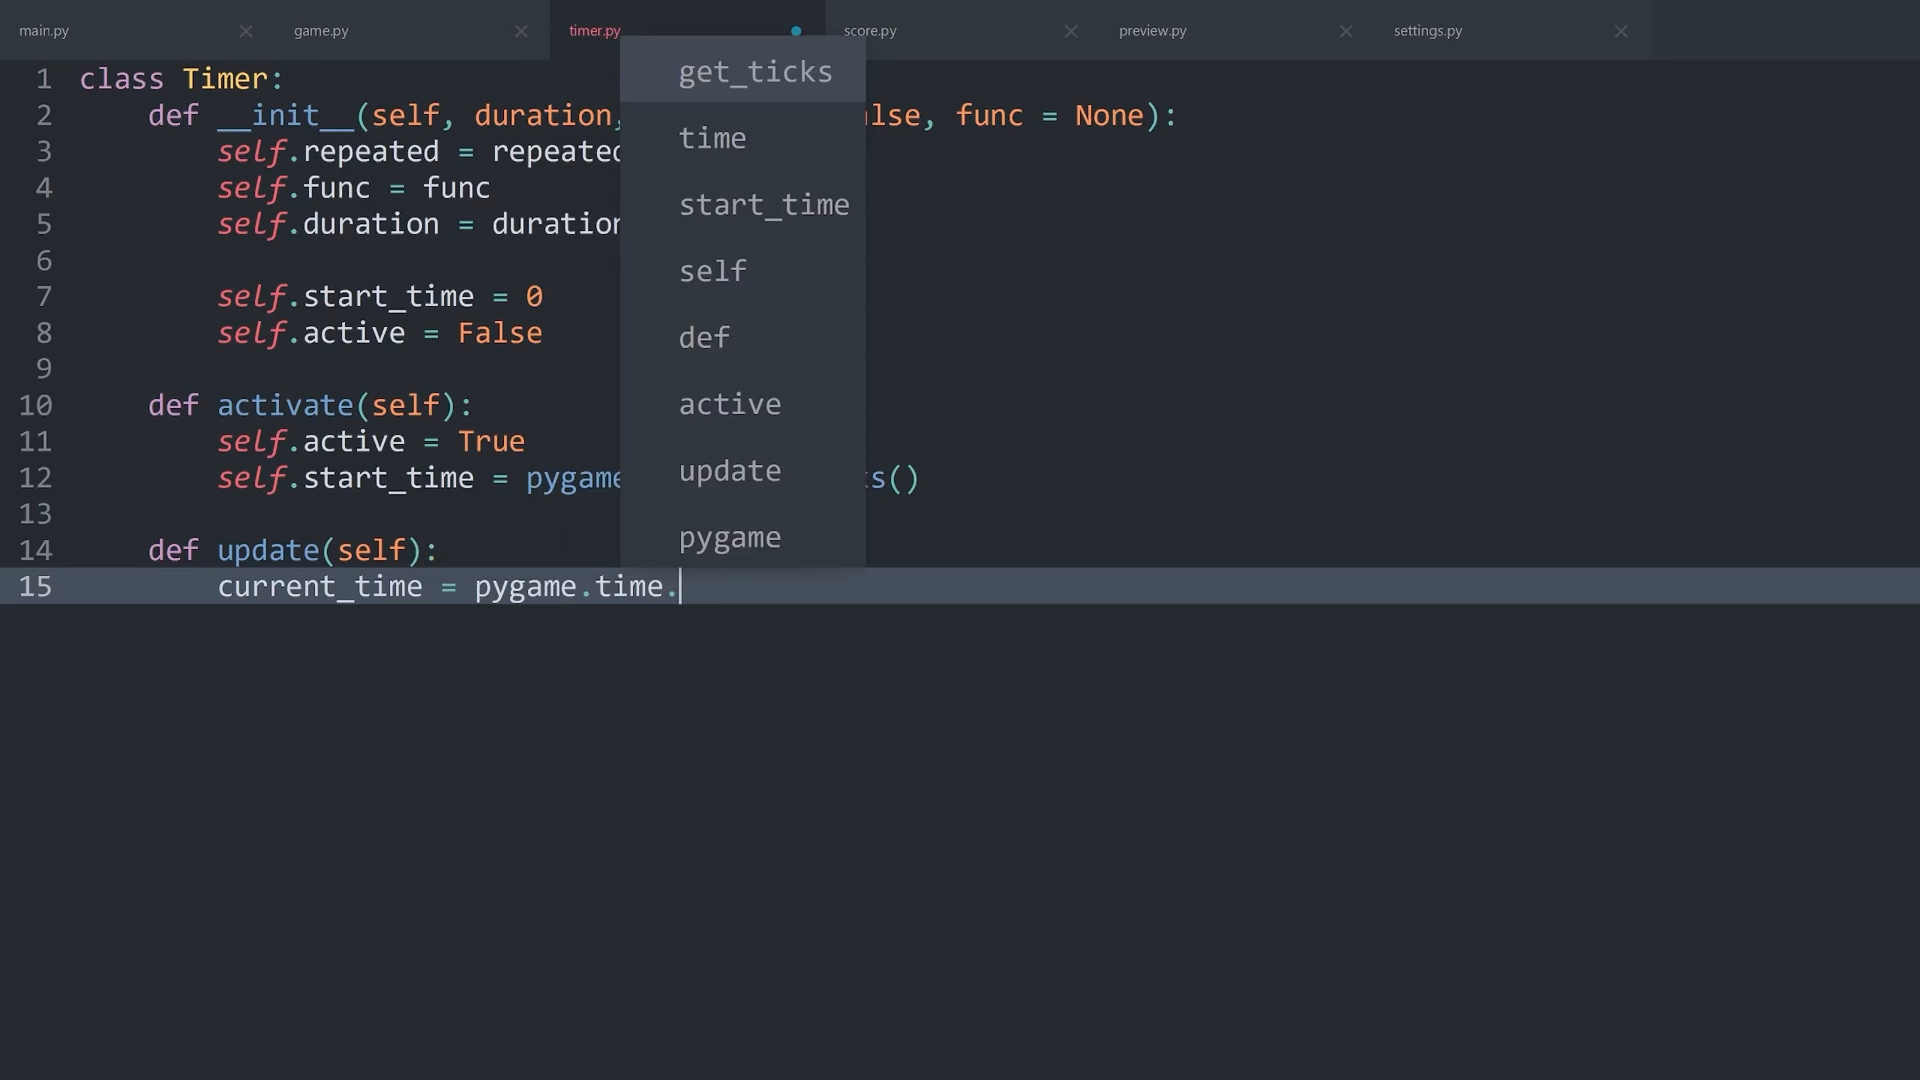 main.py game.py timer.py score.py preview.py settings.py
get_ticks
time
start_time
self
def
active
update
pygame
1 class Timer:
2 def __init__(self, duration, alse, func = None):
3 self.repeated = repeated
4 self.func = func
5 self.duration = duration
6
7 self.start_time = 0
8 self.active = False
9
10 def activate(self):
11 self.active = True
12 self.start_time = pygame s()
13
14 def update(self):
15 current_time = pygame.time.